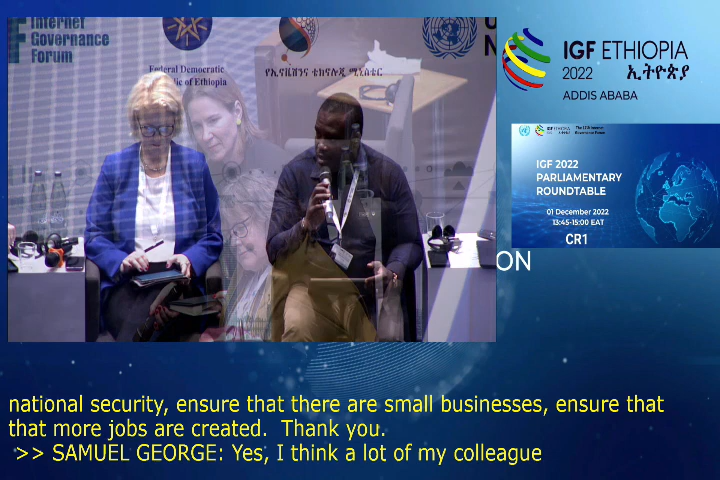 Internet
Governance
Forum
Federal Democratic
Republic of Ethiopia
የኢኖቬሽንና ቴክኖሎጂ ሚኒስቴር
IGF ETHIOPIA
2022 ኢትዮጵያ
ADDIS ABABA
IGF 2022
PARLIAMENTARY
ROUNDTABLE
01 December 2022
13:45-15:00 EAT
CR1
ON
national security, ensure that there are small businesses, ensure that
that more jobs are created. Thank you.
>> SAMUEL GEORGE: Yes, I think a lot of my colleague